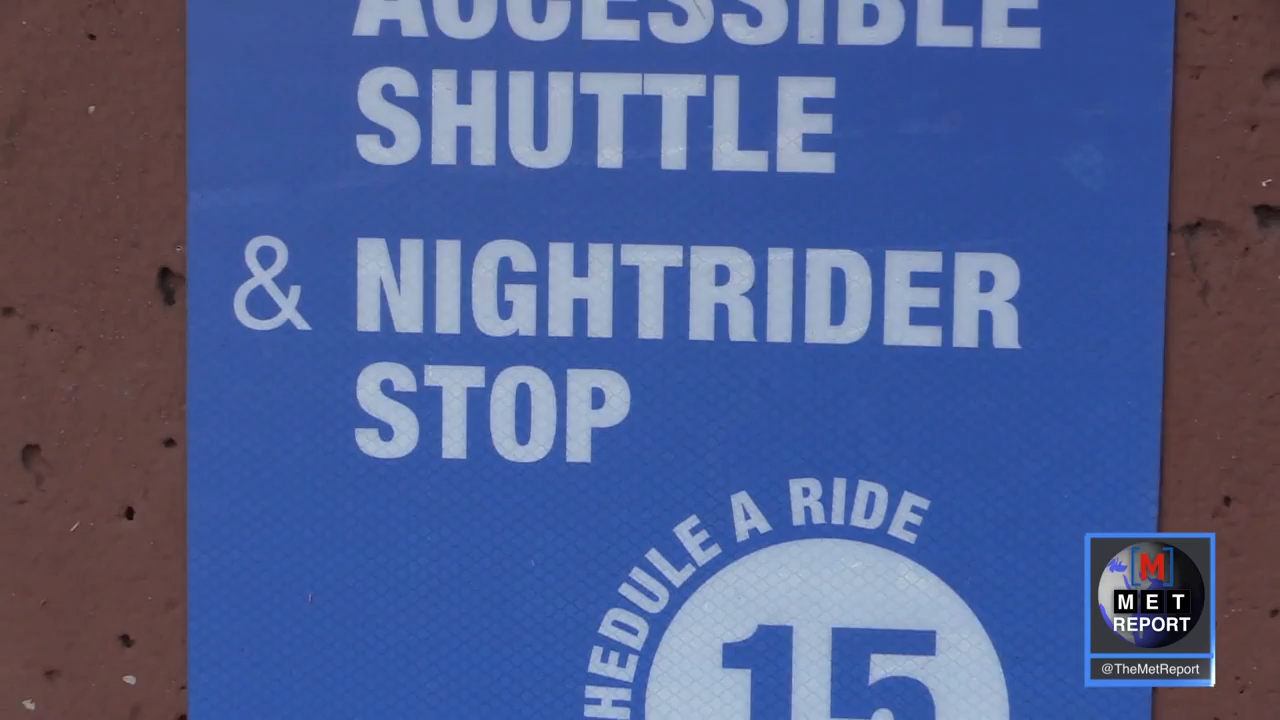 ACCESSIBLE
SHUTTLE
& NIGHTRIDER
STOP
HEDULE A RIDE
15
[M]
MET
REPORT
@TheMetReport